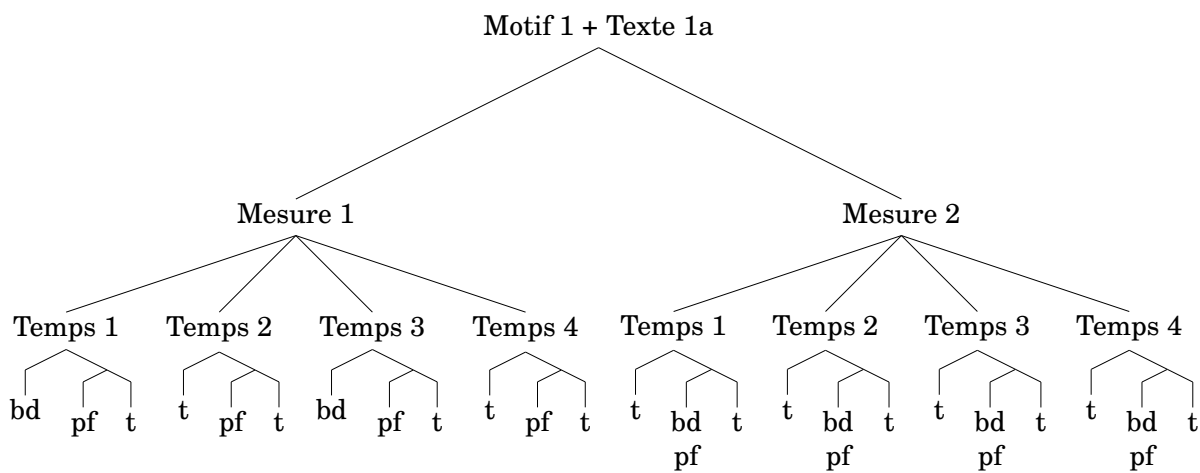 Motif 1 + Texte 1a
Mesure 1 Mesure 2
Temps 1 Temps 2 Temps 3 Temps 4 Temps 1 Temps 2 Temps 3 Temps 4
bd pf t t pf t bd pf t t pf t t bd t t bd t t bd t t bd t
pf pf pf pf